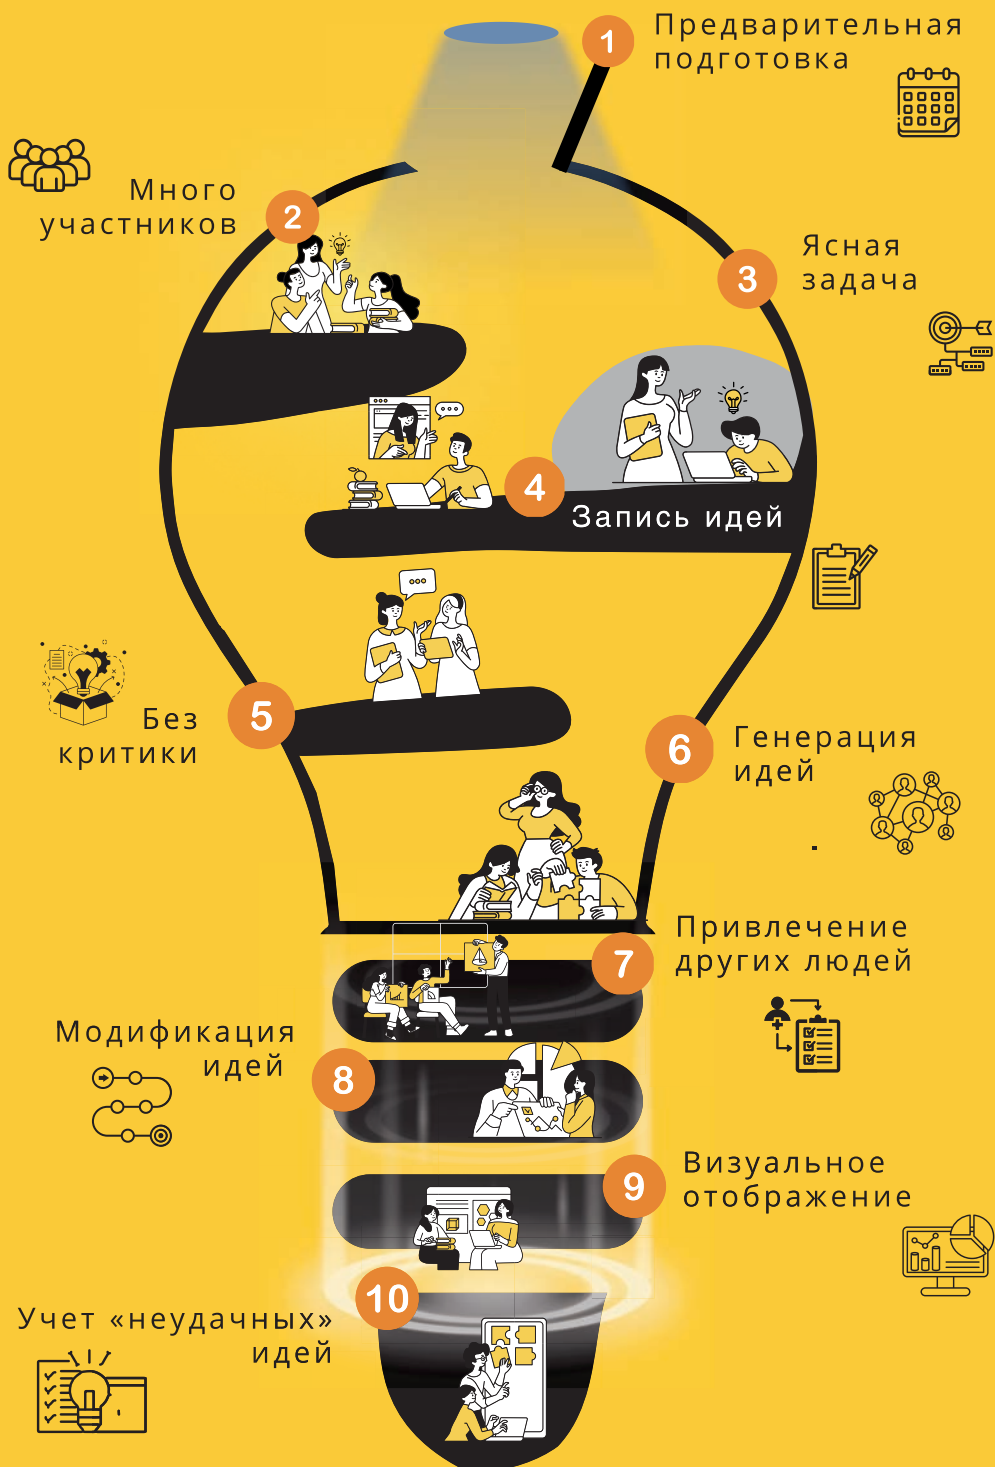 1
Предварительная
подготовка
2
Много
участников
3
Ясная
задача
4
Запись идей
5
Без
критики
6
Генерация
идей
7
Привлечение
других людей
8
Модификация
идей
9
Визуальное
отображение
10
Учет «неудачных»
идей